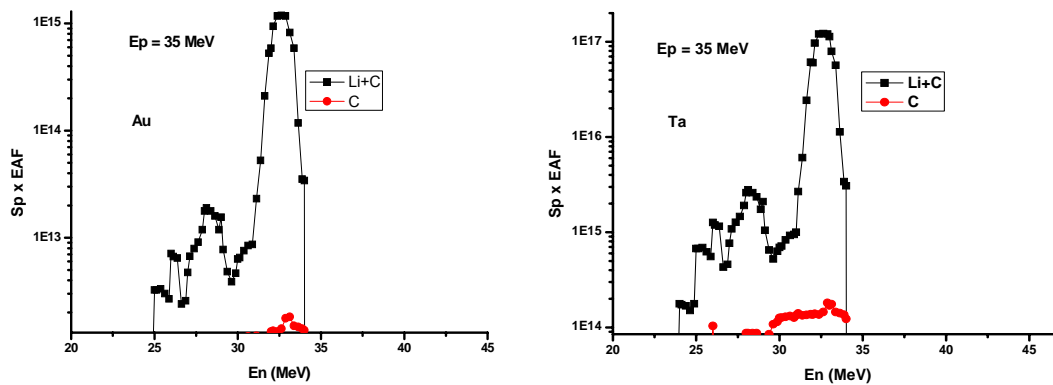 1E15
1E14
1E13
Sp x EAF
Ep = 35 MeV
Au
Li+C
C
20 25 30 35 40 45
En (MeV)
1E17
1E16
1E15
1E14
Sp x EAF
Ep = 35 MeV
Ta
Li+C
C
20 25 30 35 40 45
En (MeV)